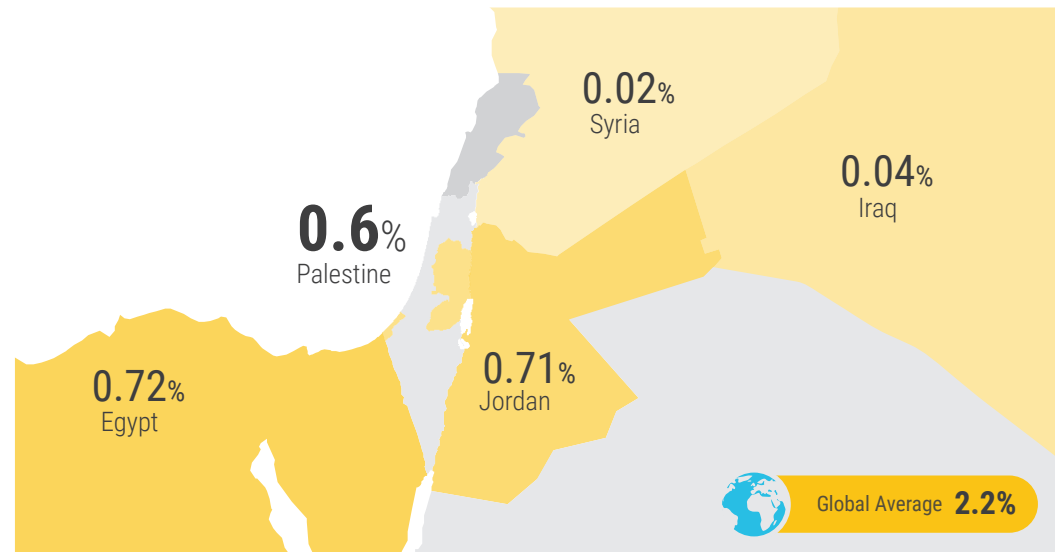 0.02%
Syria
0.04%
Iraq
0.6%
Palestine
0.72%
Egypt
0.71%
Jordan
Global Average 2.2%